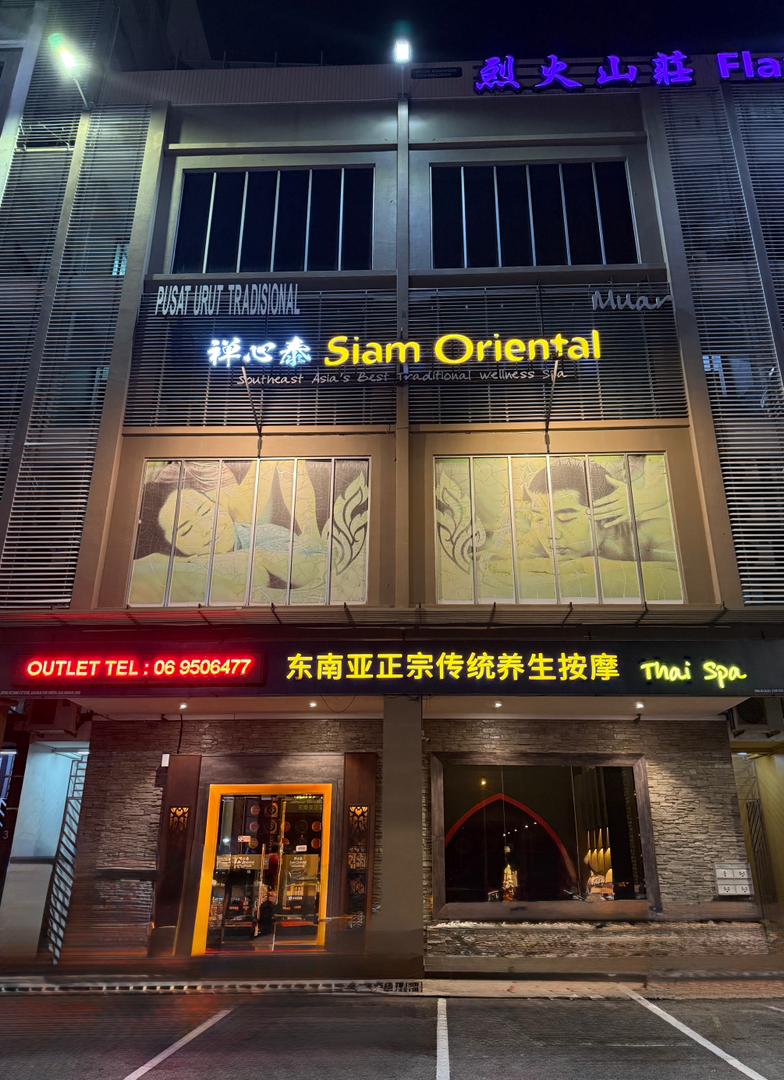 烈火山莊 Fla
PUSAT URUT TRADISIONAL
Muar
禅心泰 Siam Oriental
Southeast Asia's Best Traditional Wellness Spa
OUTLET TEL : 06 9506477
东南亚正宗传统养生按摩 Thai Spa